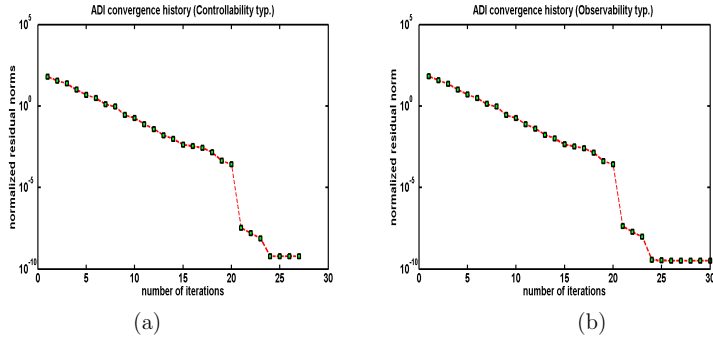 ADI convergence history (Controllability typ.)
normalized residual norms
10^5
10^0
10^-5
10^-10
0 5 10 15 20 25 30
number of iterations
(a)
ADI convergence history (Observability typ.)
normalized residual norm
10^5
10^0
10^-5
10^-10
0 5 10 15 20 25 30
number of iterations
(b)